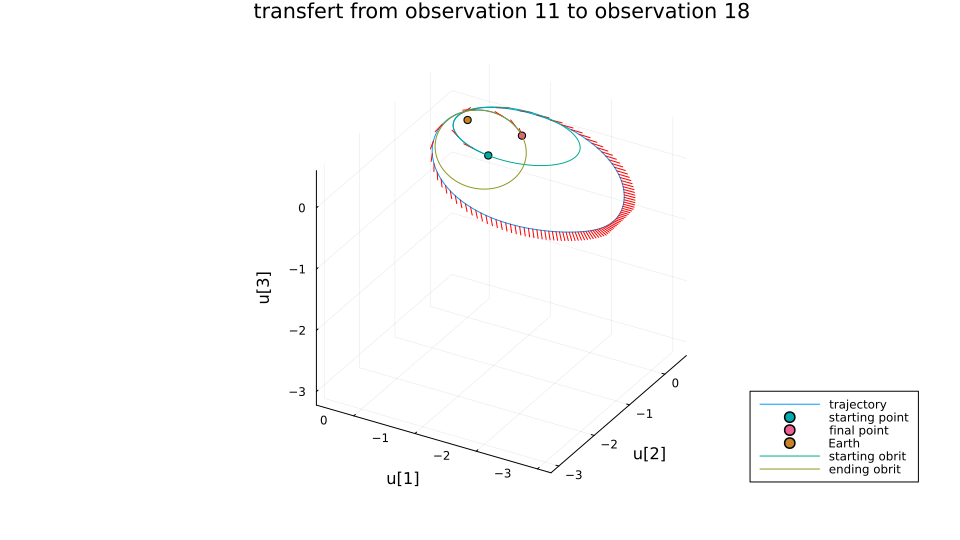 transfert from observation 11 to observation 18
0
−1
−2
−3
u[3]
0
−1
−2
−3
u[1]
0
−1
−2
−3
u[2]
trajectory
starting point
final point
Earth
starting obrit
ending obrit